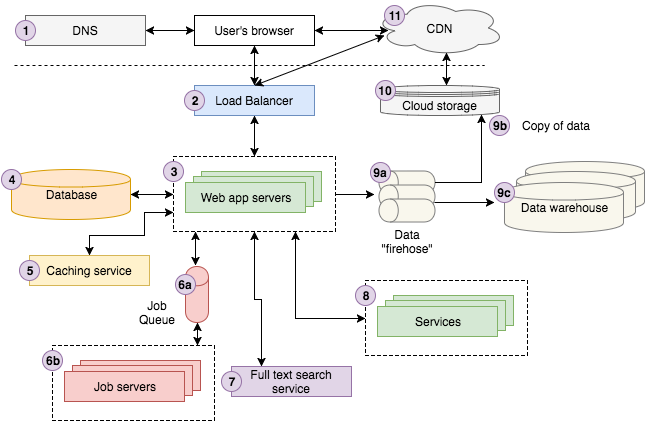 1
DNS
User's browser
11
CDN
2
Load Balancer
10
Cloud storage
9b
Copy of data
3
Web app servers
4
Database
9a
Data
"firehose"
9c
Data warehouse
5
Caching service
6a
Job
Queue
8
Services
6b
Job servers
7
Full text search
service